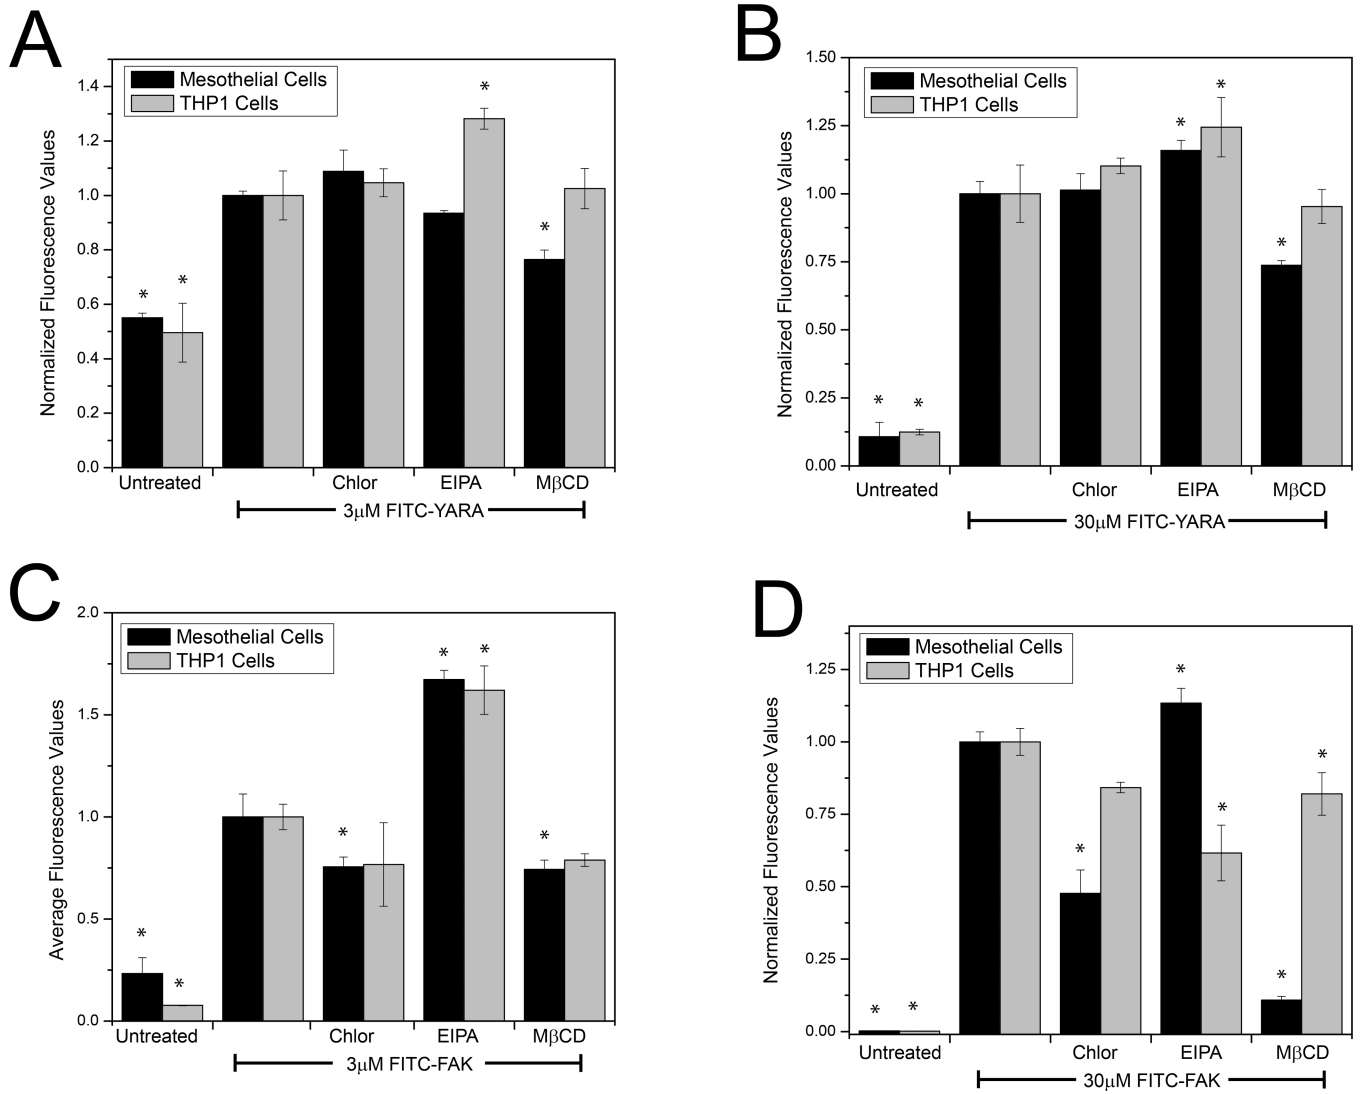 A
Normalized Fluorescence Values
1.4
1.2
1.0
0.8
0.6
0.4
0.2
0.0
Mesothelial Cells
THP1 Cells
*
*
*
*
Untreated
Chlor
EIPA
MβCD
3μM FITC-YARA
B
Normalized Fluorescence Values
1.50
1.25
1.00
0.75
0.50
0.25
0.00
Mesothelial Cells
THP1 Cells
*
*
*
*
*
Untreated
Chlor
EIPA
MβCD
30μM FITC-YARA
C
Average Fluorescence Values
2.0
1.5
1.0
0.5
0.0
Mesothelial Cells
THP1 Cells
*
*
*
*
*
*
Untreated
Chlor
EIPA
MβCD
3μM FITC-FAK
D
Normalized Fluorescence Values
1.25
1.00
0.75
0.50
0.25
0.00
Mesothelial Cells
THP1 Cells
*
*
*
*
*
*
*
Untreated
Chlor
EIPA
MβCD
30μM FITC-FAK